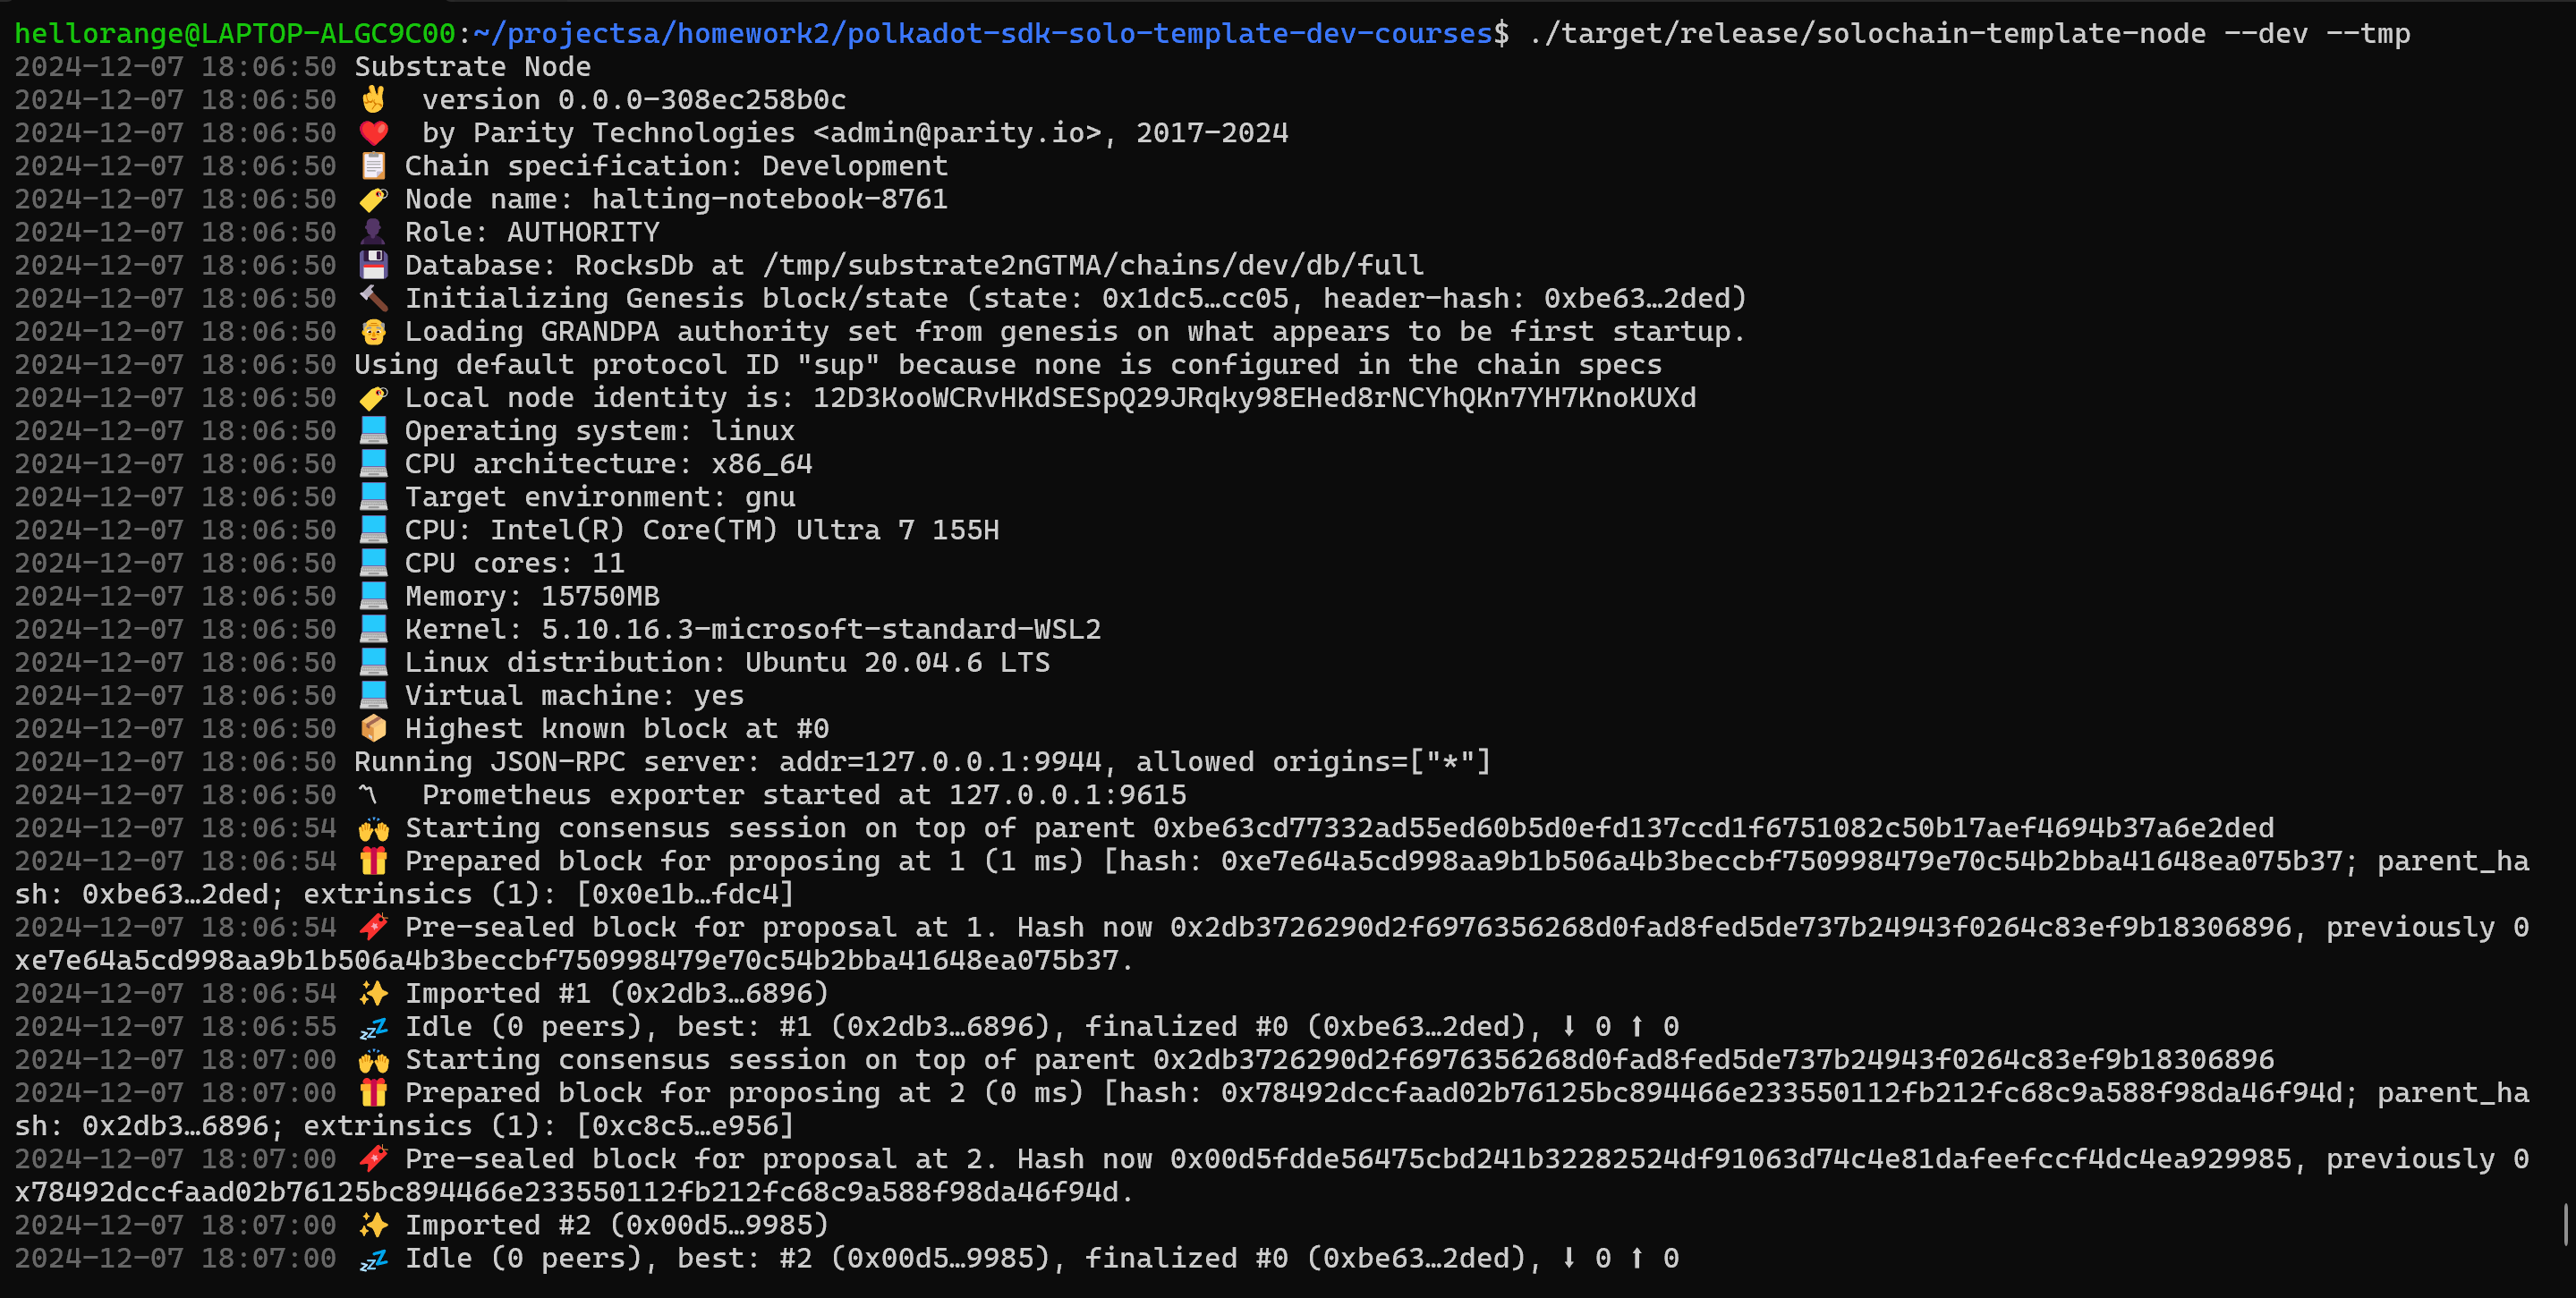 hellorange@LAPTOP-ALGC9C00:~/projectsa/homework2/polkadot-sdk-solo-template-dev-courses$ ./target/release/solochain-template-node --dev --tmp
2024-12-07 18:06:50 Substrate Node
2024-12-07 18:06:50 ✌️  version 0.0.0-308ec258b0c
2024-12-07 18:06:50 ❤️  by Parity Technologies <admin@parity.io>, 2017-2024
2024-12-07 18:06:50 📋 Chain specification: Development
2024-12-07 18:06:50 🏷 Node name: halting-notebook-8761
2024-12-07 18:06:50 👤 Role: AUTHORITY
2024-12-07 18:06:50 💾 Database: RocksDb at /tmp/substrate2nGTMA/chains/dev/db/full
2024-12-07 18:06:50 🔨 Initializing Genesis block/state (state: 0x1dc5…cc05, header-hash: 0xbe63…2ded)
2024-12-07 18:06:50 👴 Loading GRANDPA authority set from genesis on what appears to be first startup.
2024-12-07 18:06:50 Using default protocol ID "sup" because none is configured in the chain specs
2024-12-07 18:06:50 🏷 Local node identity is: 12D3KooWCRvHKdSESpQ29JRqky98EHed8rNCYhQKn7YH7KnoKUXd
2024-12-07 18:06:50 💻 Operating system: linux
2024-12-07 18:06:50 💻 CPU architecture: x86_64
2024-12-07 18:06:50 💻 Target environment: gnu
2024-12-07 18:06:50 💻 CPU: Intel(R) Core(TM) Ultra 7 155H
2024-12-07 18:06:50 💻 CPU cores: 11
2024-12-07 18:06:50 💻 Memory: 15750MB
2024-12-07 18:06:50 💻 Kernel: 5.10.16.3-microsoft-standard-WSL2
2024-12-07 18:06:50 💻 Linux distribution: Ubuntu 20.04.6 LTS
2024-12-07 18:06:50 💻 Virtual machine: yes
2024-12-07 18:06:50 📦 Highest known block at #0
2024-12-07 18:06:50 Running JSON-RPC server: addr=127.0.0.1:9944, allowed origins=["*"]
2024-12-07 18:06:50 〽️  Prometheus exporter started at 127.0.0.1:9615
2024-12-07 18:06:54 🙌 Starting consensus session on top of parent 0xbe63cd77332ad55ed60b5d0efd137ccd1f6751082c50b17aef4694b37a6e2ded
2024-12-07 18:06:54 🎁 Prepared block for proposing at 1 (1 ms) [hash: 0xe7e64a5cd998aa9b1b506a4b3beccbf750998479e70c54b2bba41648ea075b37; parent_ha
sh: 0xbe63…2ded; extrinsics (1): [0x0e1b…fdc4]
2024-12-07 18:06:54 🔖 Pre-sealed block for proposal at 1. Hash now 0x2db3726290d2f6976356268d0fad8fed5de737b24943f0264c83ef9b18306896, previously 0
xe7e64a5cd998aa9b1b506a4b3beccbf750998479e70c54b2bba41648ea075b37.
2024-12-07 18:06:54 ✨ Imported #1 (0x2db3…6896)
2024-12-07 18:06:55 💤 Idle (0 peers), best: #1 (0x2db3…6896), finalized #0 (0xbe63…2ded), ⬇ 0 ⬆ 0
2024-12-07 18:07:00 🙌 Starting consensus session on top of parent 0x2db3726290d2f6976356268d0fad8fed5de737b24943f0264c83ef9b18306896
2024-12-07 18:07:00 🎁 Prepared block for proposing at 2 (0 ms) [hash: 0x78492dccfaad02b76125bc894466e233550112fb212fc68c9a588f98da46f94d; parent_ha
sh: 0x2db3…6896; extrinsics (1): [0xc8c5…e956]
2024-12-07 18:07:00 🔖 Pre-sealed block for proposal at 2. Hash now 0x00d5fdde56475cbd241b32282524df91063d74c4e81dafeefccf4dc4ea929985, previously 0
x78492dccfaad02b76125bc894466e233550112fb212fc68c9a588f98da46f94d.
2024-12-07 18:07:00 ✨ Imported #2 (0x00d5…9985)
2024-12-07 18:07:00 💤 Idle (0 peers), best: #2 (0x00d5…9985), finalized #0 (0xbe63…2ded), ⬇ 0 ⬆ 0